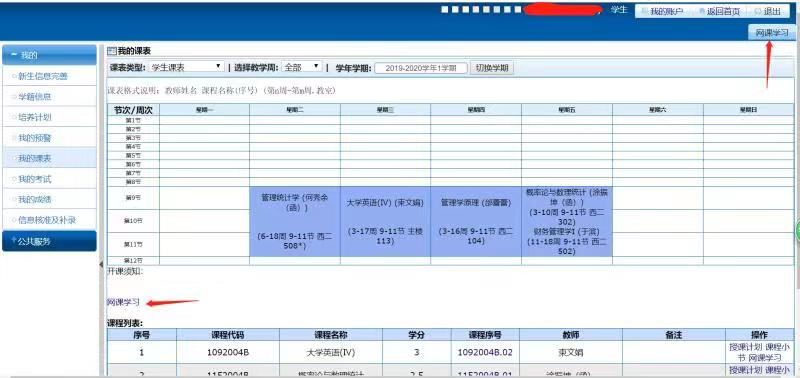 学生 我的账户 返回首页 退出
网课学习
我的
新生信息完善
学籍信息
培养计划
我的预警
我的课表
我的考试
我的成绩
信息核准及补录
公共服务
我的课表
课表类型: 学生课表 | 选择教学周: 全部 | 学年学期: 2019-2020学年1学期 切换学期
课表格式说明: 教师姓名 课程名称(序号) (第n周-第m周,教室)
节次/周次 星期一 星期二 星期三 星期四 星期五 星期六 星期日
第1节
第2节
第3节
第4节
第5节
第6节
第7节
第8节
第9节
第10节
第11节
第12节
管理统计学 (何秀余
(函))
(6-18周 9-11节 西二
508*)
大学英语(IV) (束文娟)
(3-17周 9-11节 主楼
113)
管理学原理 (邰蕾蕾)
(3-16周 9-11节 西二
104)
概率论与数理统计 (涂振
坤 (函))
(3-10周 9-11节 西二
302)
财务管理学I (于滨)
(11-18周 9-11节 西二
502)
开课须知:
网课学习
课程列表:
序号 课程代码 课程名称 学分 课程序号 教师 备注 操作
1 1092004B 大学英语(IV) 3 1092004B.02 束文娟 授课计划 课程小
节 网课学习
授课计划 课程小